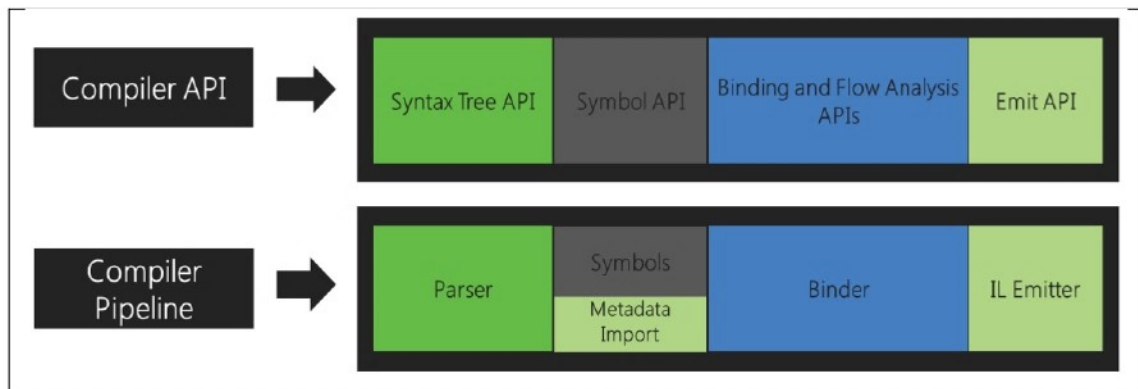 Compiler API
Syntax Tree API
Symbol API
Binding and Flow Analysis
APIs
Emit API
Compiler
Pipeline
Parser
Symbols
Metadata
Import
Binder
IL Emitter